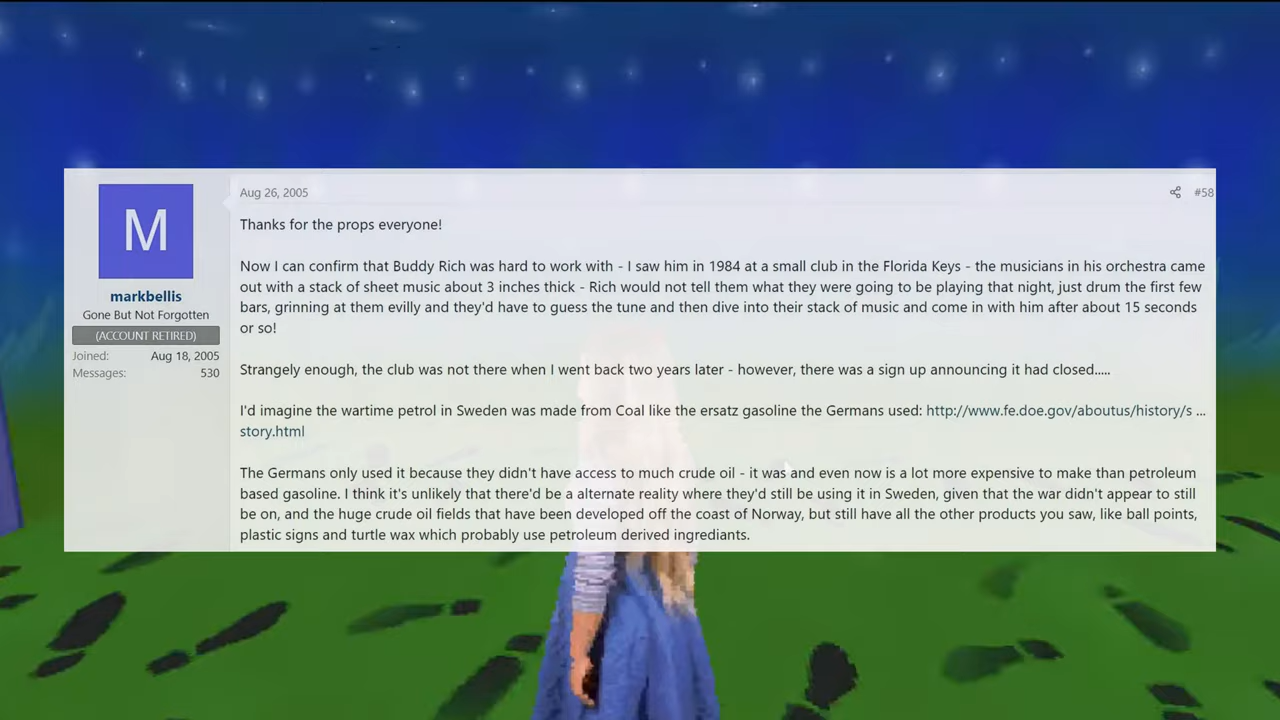 M
markbellis
Gone But Not Forgotten
(ACCOUNT RETIRED)
Joined: Aug 18, 2005
Messages: 530
Aug 26, 2005 #58
Thanks for the props everyone!
Now I can confirm that Buddy Rich was hard to work with - I saw him in 1984 at a small club in the Florida Keys - the musicians in his orchestra came
out with a stack of sheet music about 3 inches thick - Rich would not tell them what they were going to be playing that night, just drum the first few
bars, grinning at them evilly and they'd have to guess the tune and then dive into their stack of music and come in with him after about 15 seconds
or so!
Strangely enough, the club was not there when I went back two years later - however, there was a sign up announcing it had closed.....
I'd imagine the wartime petrol in Sweden was made from Coal like the ersatz gasoline the Germans used: http://www.fe.doe.gov/aboutus/history/s ...
story.html
The Germans only used it because they didn't have access to much crude oil - it was and even now is a lot more expensive to make than petroleum
based gasoline. I think it's unlikely that there'd be a alternate reality where they'd still be using it in Sweden, given that the war didn't appear to still
be on, and the huge crude oil fields that have been developed off the coast of Norway, but still have all the other products you saw, like ball points,
plastic signs and turtle wax which probably use petroleum derived ingrediants.